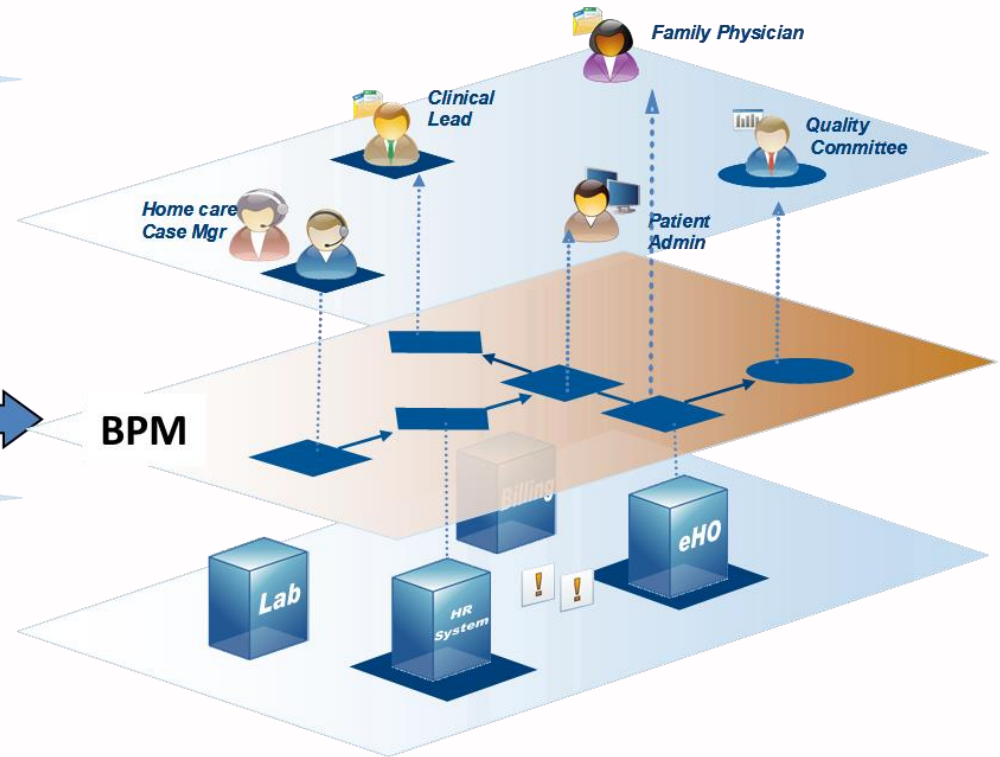 Family Physician
Clinical
Lead
Quality
Committee
Home care
Case Mgr
Patient
Admin
BPM
Billing
eHO
Lab
HR
System
!
!